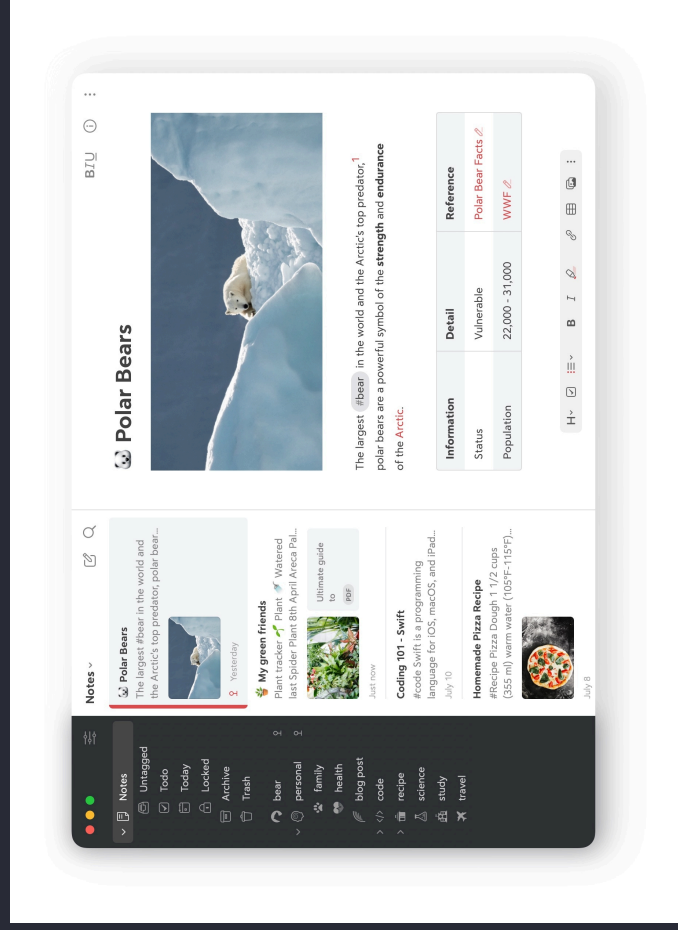 Notes
Untagged
Todo
Today
Locked
Archive
Trash
bear
personal
family
health
blog post
code
recipe
science
study
travel
Notes
Polar Bears
The largest #bear in the world and
the Arctic's top predator, polar bear...
Yesterday
My green friends
Plant tracker 🌱 Plant 🚿 Watered
last Spider Plant 8th April Areca Pal...
Ultimate guide
to
PDF
Just now
Coding 101 - Swift
#code Swift is a programming
language for iOS, macOS, and iPad...
July 10
Homemade Pizza Recipe
#Recipe Pizza Dough 1 1/2 cups
(355 ml) warm water (105°F-115°F)...
July 8
BIU
Polar Bears
The largest #bear in the world and the Arctic's top predator,1
polar bears are a powerful symbol of the strength and endurance
of the Arctic.
Information Detail Reference
Status Vulnerable Polar Bear Facts
Population 22,000 - 31,000 WWF
H B I